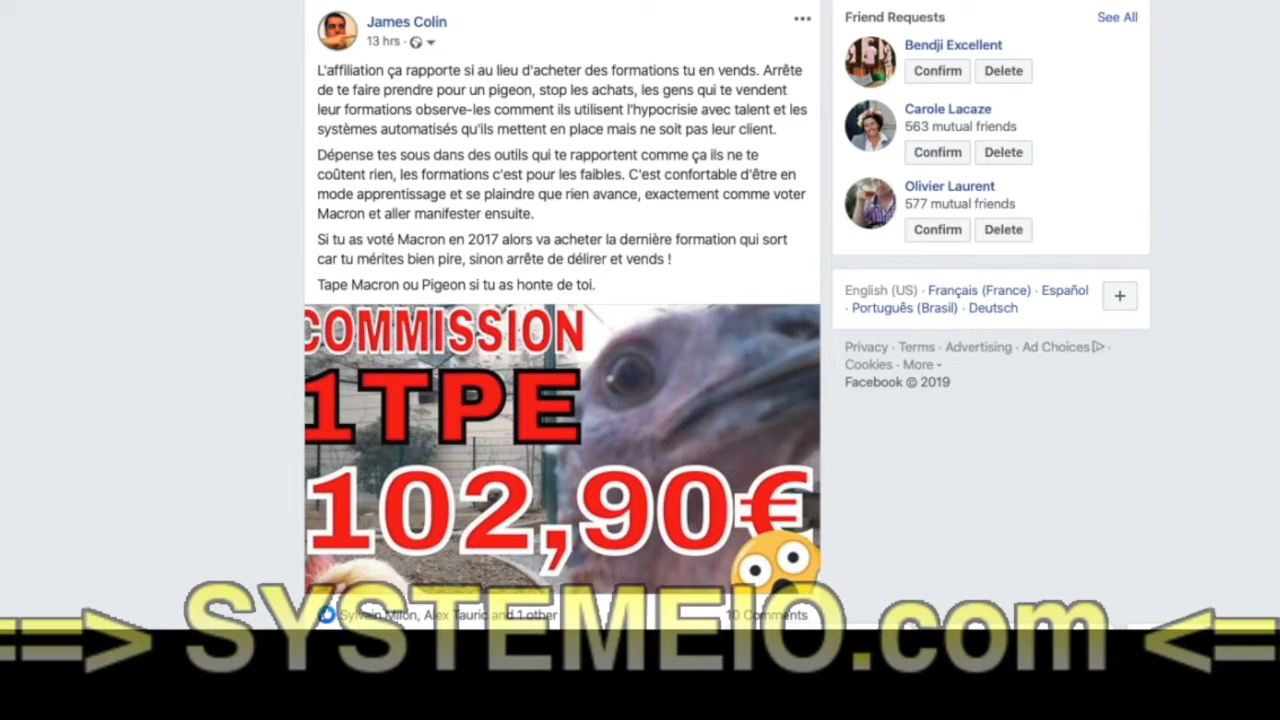 James Colin
13 hrs ·
L'affiliation ça rapporte si au lieu d'acheter des formations tu en vends. Arrête
de te faire prendre pour un pigeon, stop les achats, les gens qui te vendent
leur formations observe-les comment ils utilisent l'hypocrisie avec talent et les
systèmes automatisés qu'ils mettent en place mais ne soit pas leur client.
Dépense tes sous dans des outils qui te rapportent comme ça ils ne te
coûtent rien, les formations c'est pour les faibles. C'est confortable d'être en
mode apprentissage et se plaindre que rien avance, exactement comme voter
Macron et aller manifester ensuite.
Si tu as voté Macron en 2017 alors va acheter la dernière formation qui sort
car tu mérites bien pire, sinon arrête de délirer et vends !
Tape Macron ou Pigeon si tu as honte de toi.
COMMISSION
1TPE
102,90€
Sylvain Milon, Alex Tauric and 1 other
10 Comments
==> SYSTEMEIO.com <==
Friend Requests
See All
Bendji Excellent
Confirm Delete
Carole Lacaze
563 mutual friends
Confirm Delete
Olivier Laurent
577 mutual friends
Confirm Delete
English (US) · Français (France) · Español
· Português (Brasil) · Deutsch
+
Privacy · Terms · Advertising · Ad Choices ·
Cookies · More
Facebook © 2019